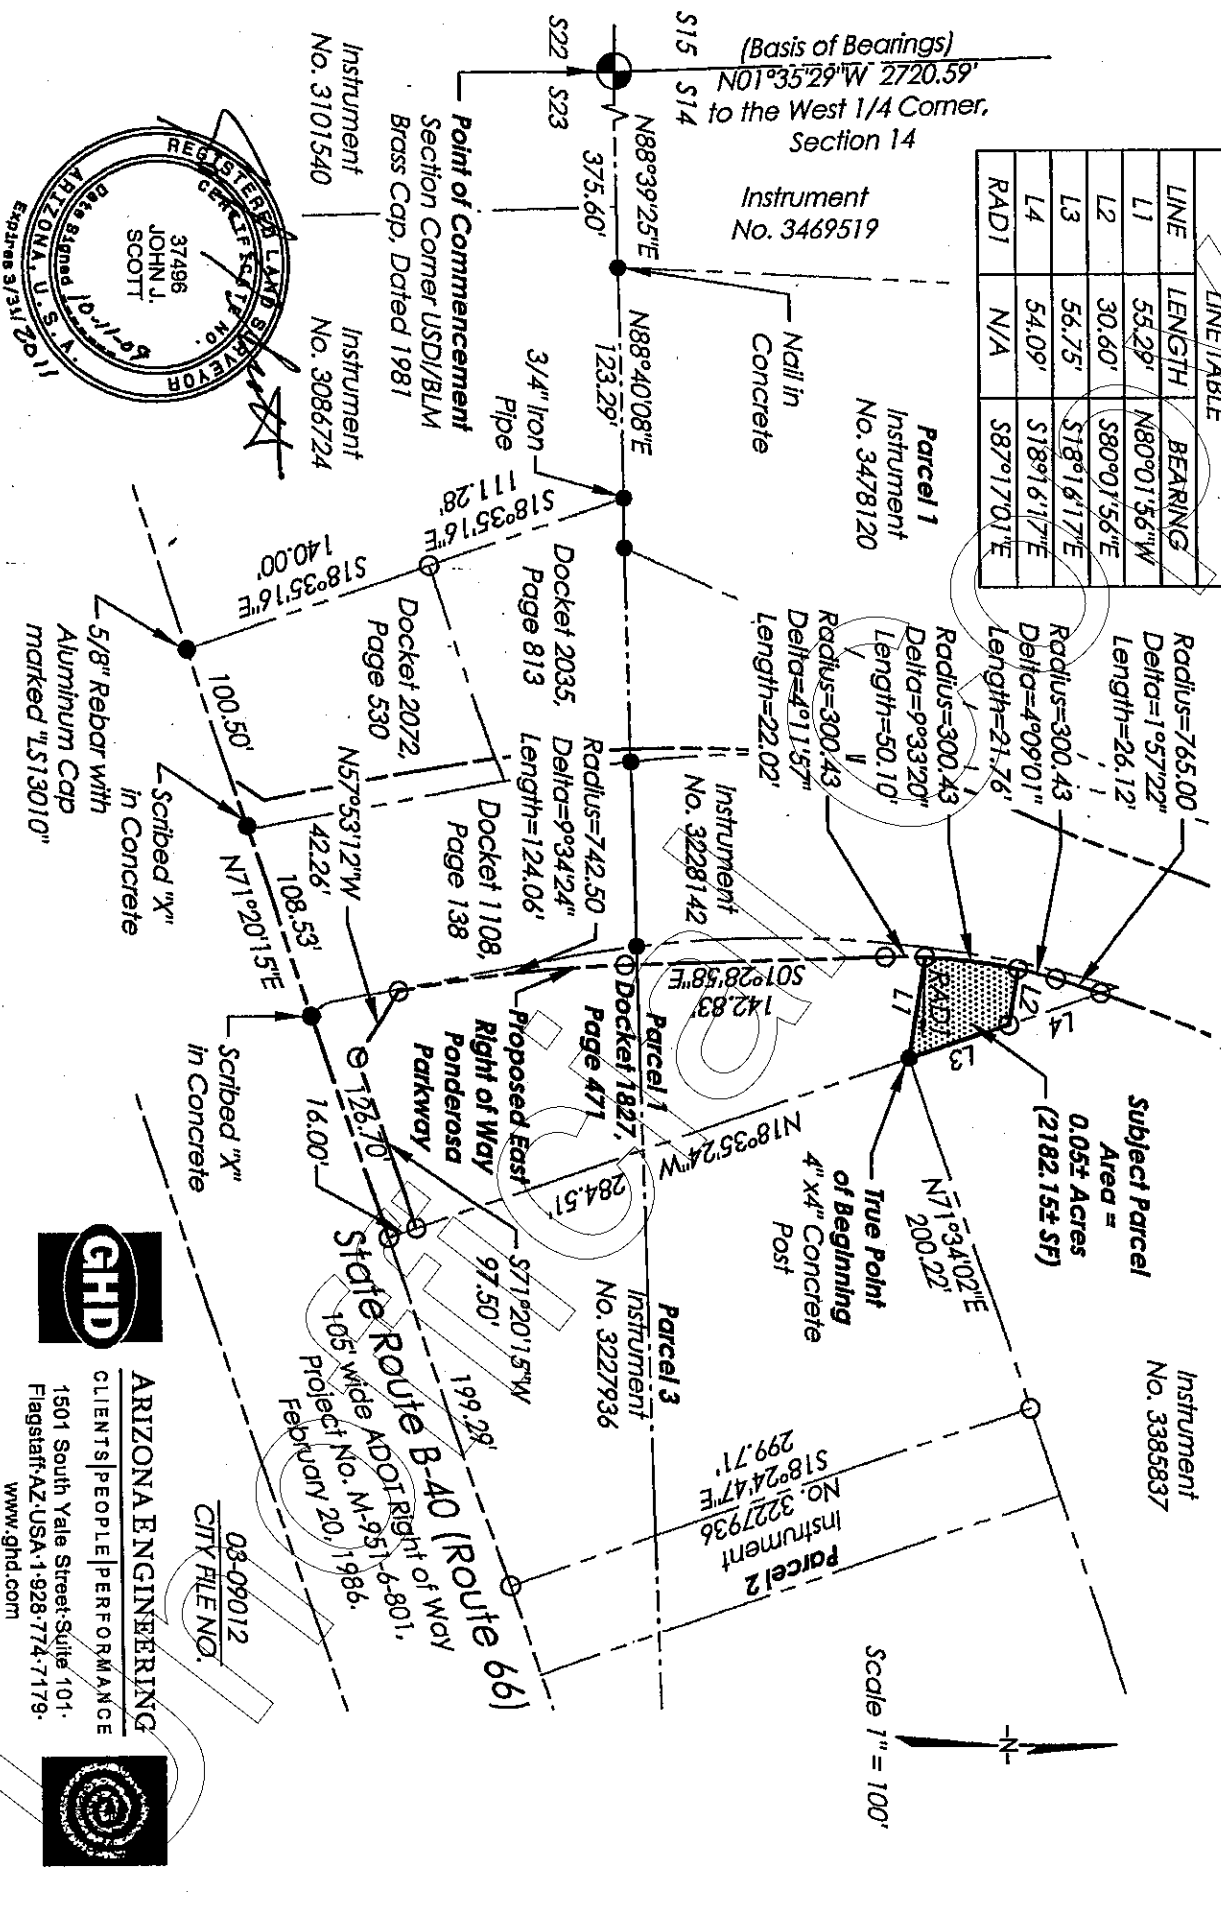 LINE TABLE
LINE LENGTH BEARING
L1 55.29' N80°01'56"W
L2 30.60' S80°01'56"E
L3 56.75' S18°16'17"E
L4 54.09' S18°16'17"E
RAD1 N/A S87°17'01"E
(Basis of Bearings)
N01°35'29"W 2720.59'
to the West 1/4 Corner,
Section 14
S15 S14
S22 S23
Instrument
No. 3469519
N88°39'25"E
375.60'
Point of Commencement
Section Corner USDI/BLM
Brass Cap, Dated 1981
Instrument
No. 3101540
Instrument
No. 3086724
Nail in
Concrete
N88°40'08"E
123.29'
3/4" Iron
Pipe
Parcel 1
Instrument
No. 3478120
Radius=765.00'
Delta=1°57'22"
Length=26.12'
Radius=300.43
Delta=4°09'01"
Length=21.76'
Radius=300.43
Delta=9°33'20"
Length=50.10'
Radius=300.43
Delta=4°11'57"
Length=22.02'
Subject Parcel
Area =
0.05± Acres
(2182.15± SF)
Instrument
No. 3385837
L1
L2
L3
L4
RAD1
True Point
of Beginning
4" x4" Concrete
Post
N71°34'02"E
200.22'
Instrument
No. 3228142
S01°28'58"E
142.83'
Parcel 1
Docket 1827,
Page 471
N18°35'24"W
284.51'
Parcel 3
Instrument
No. 3227936
Parcel 2
Instrument
No. 3227936
S18°24'47"E
299.71'
S18°35'16"E
111.28'
S18°35'16"E
140.00'
Docket 2035,
Page 813
Docket 2072,
Page 530
Radius=742.50
Delta=9°34'24"
Length=124.06'
Docket 1108,
Page 138
N57°53'12"W
42.26'
Proposed East
Right of Way
Ponderosa
Parkway
126.70'
S71°20'15"W
97.50'
16.00'
199.29'
100.50'
108.53'
N71°20'15"E
5/8" Rebar with
Aluminum Cap
marked "LS13010"
Scribed "X"
in Concrete
Scribed "X"
in Concrete
State Route B-40 (Route 66)
105' wide ADOT Right of Way
Project No. M-951-6-801,
February 20, 1986.
Scale 1" = 100'
N
03-09012
CITY FILE NO.
REGISTERED LAND SURVEYOR
CERTIFICATE NO.
37496
JOHN J.
SCOTT
Date Signed 10-11-09
ARIZONA, U.S.A.
Expires 3/31/2011
GHD
ARIZONA ENGINEERING
CLIENTS|PEOPLE|PERFORMANCE
1501 South Yale Street·Suite 101·
Flagstaff·AZ·USA·1·928·774·7179·
www.ghd.com
Unofficial Copy